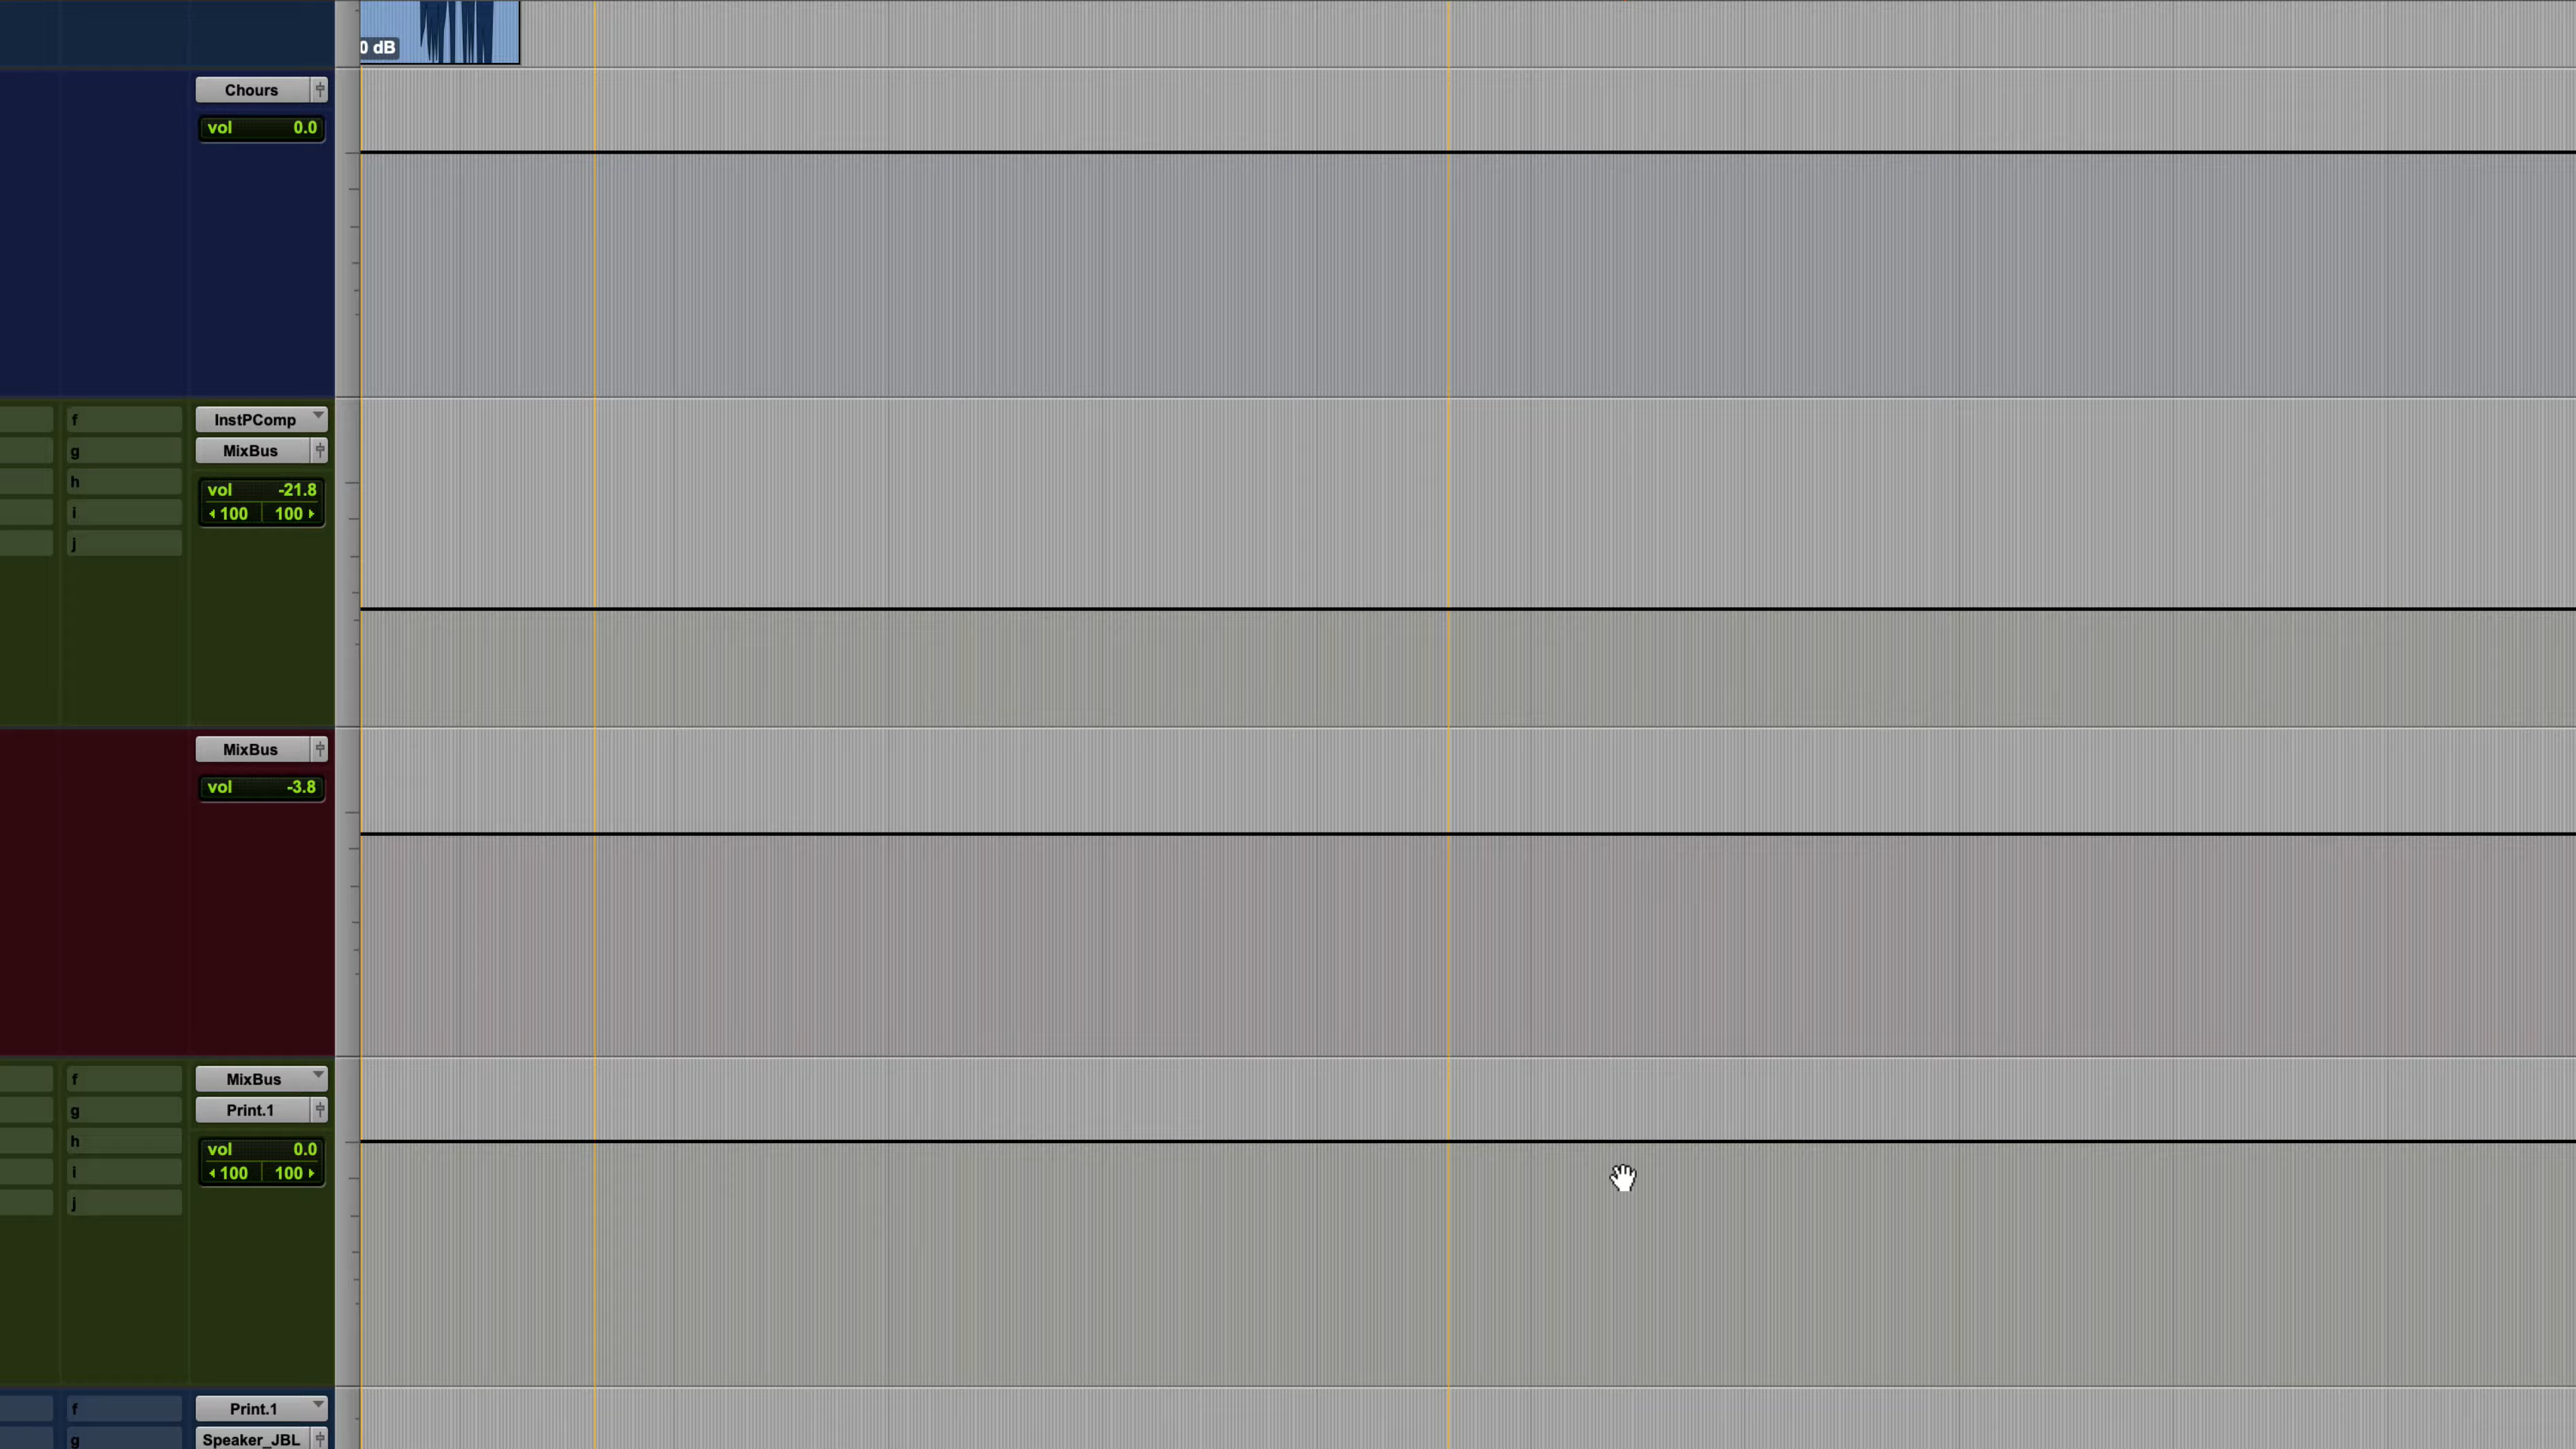 0 dB
Chours
vol 0.0
f InstPComp
g MixBus
h
vol -21.8
i 100 100
j
MixBus
vol -3.8
f MixBus
g Print.1
h vol 0.0
i 100 100
j
f Print.1
g Speaker_JBL